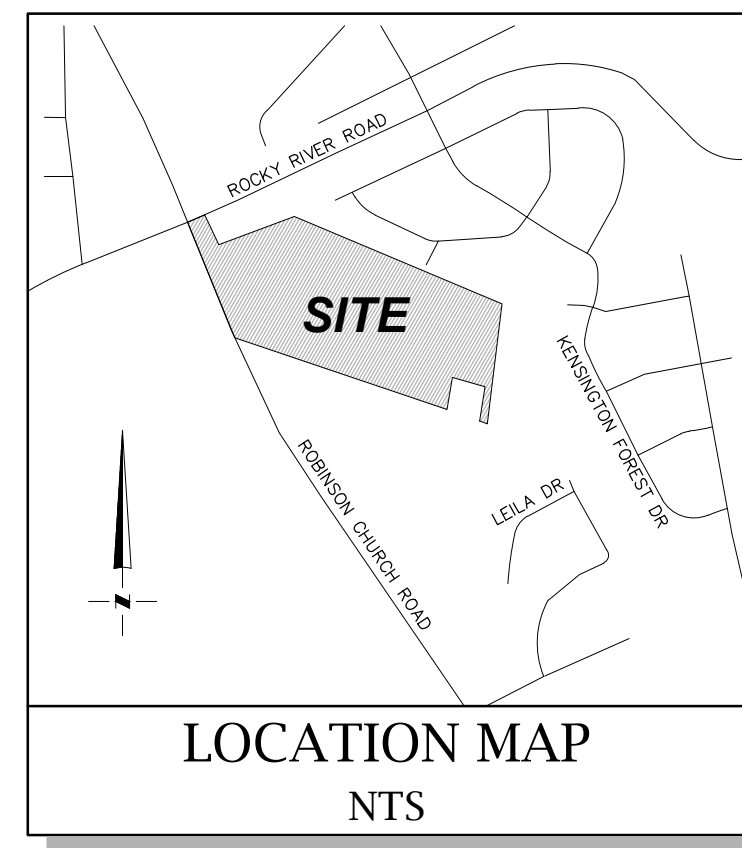 ROCKY RIVER ROAD
SITE
KENSINGTON FOREST DR
ROBINSON CHURCH ROAD
LEILA DR
N
LOCATION MAP
NTS